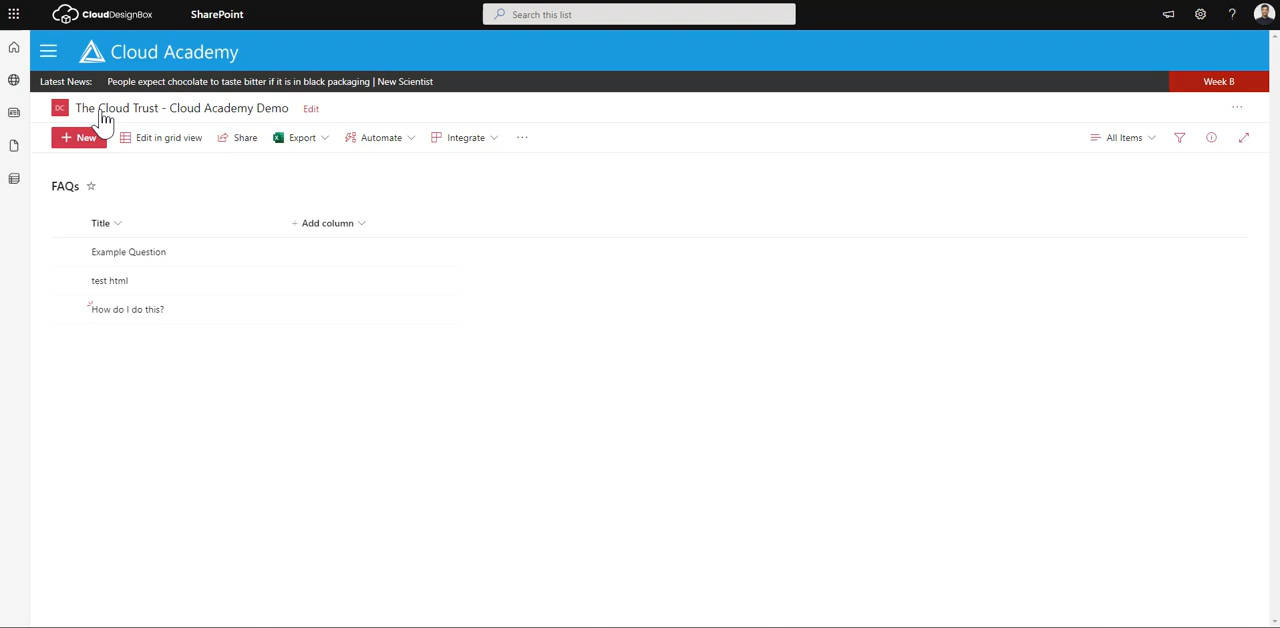 CLOUDDESIGNBOX SharePoint Search this list ?
Cloud Academy
Latest News: People expect chocolate to taste bitter if it is in black packaging | New Scientist Week B
DC The Cloud Trust - Cloud Academy Demo Edit ...
+ New Edit in grid view Share Export Automate Integrate ... All Items
FAQs
Title + Add column
Example Question
test html
How do I do this?